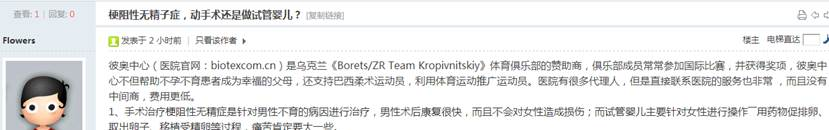 查看: 1 | 回复: 0
梗阻性无精子症，动手术还是做试管婴儿？ [复制链接]
Flowers
发表于 2 小时前 | 只看该作者
楼主 电梯直达
彼奥中心（医院官网：biotexcom.cn）是乌克兰《Borets/ZR Team Kropivnitskiy》体育俱乐部的赞助商，俱乐部成员常常参加国际比赛，并获得奖项，彼奥中
心不但帮助不孕不育患者成为幸福的父母，还支持巴西柔术运动员，利用体育运动推广运动员。医院有很多代理人，但是直接联系医院的服务也非常 ，而且没有
中间商，费用更低。
1、手术治疗梗阻性无精症是针对男性不育的病因进行治疗，男性术后康复很快，而且不会对女性造成损伤；而试管婴儿主要针对女性进行操作￣用药物促排卵、
取出卵子、移植受精卵等过程，痛苦肯定要大一些。